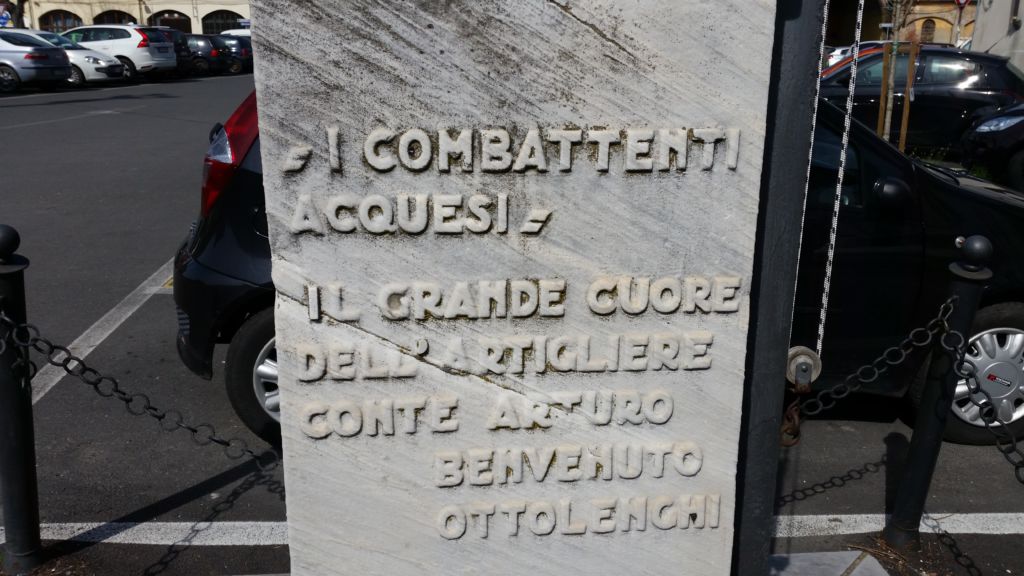 "I COMBATTENTI
ACQUESI"
IL GRANDE CUORE
DELL'ARTIGLIERE
CONTE ARTURO
BENVENUTO
OTTOLENGHI